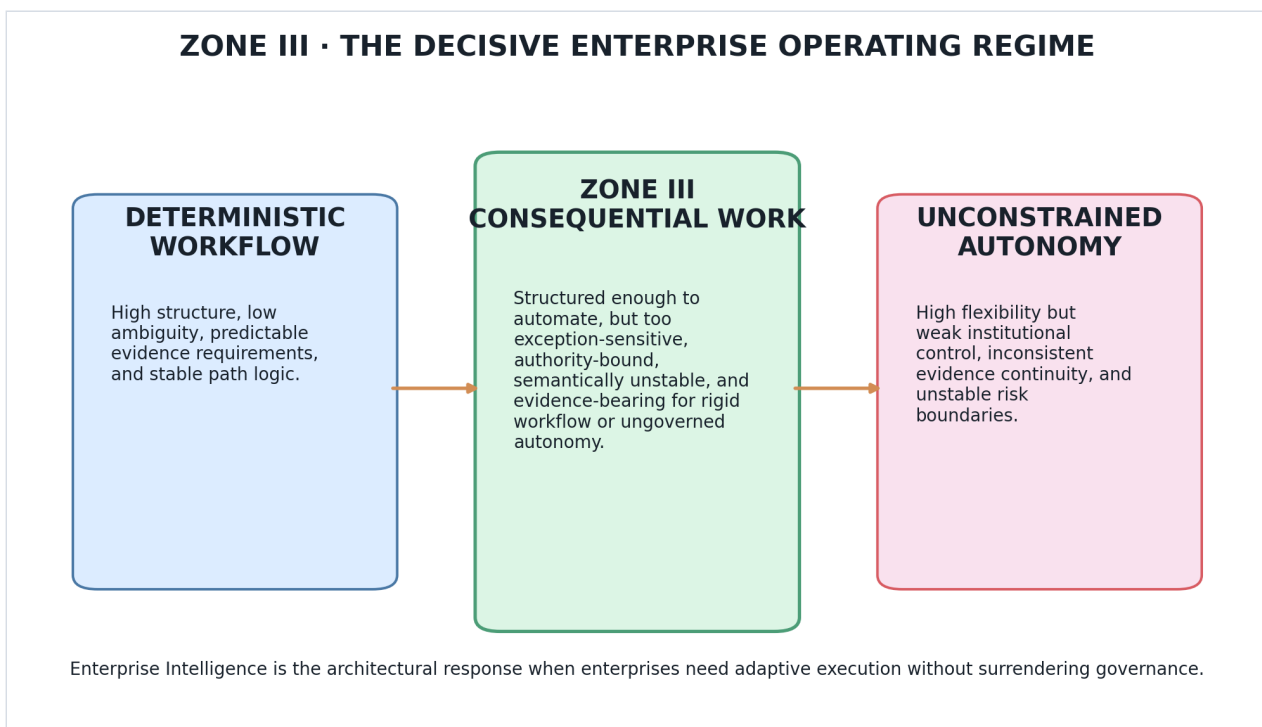 ZONE III · THE DECISIVE ENTERPRISE OPERATING REGIME
DETERMINISTIC
WORKFLOW
High structure, low
ambiguity, predictable
evidence requirements,
and stable path logic.
ZONE III
CONSEQUENTIAL WORK
Structured enough to
automate, but too
exception-sensitive,
authority-bound,
semantically unstable, and
evidence-bearing for rigid
workflow or ungoverned
autonomy.
UNCONSTRAINED
AUTONOMY
High flexibility but
weak institutional
control, inconsistent
evidence continuity, and
unstable risk
boundaries.
Enterprise Intelligence is the architectural response when enterprises need adaptive execution without surrendering governance.